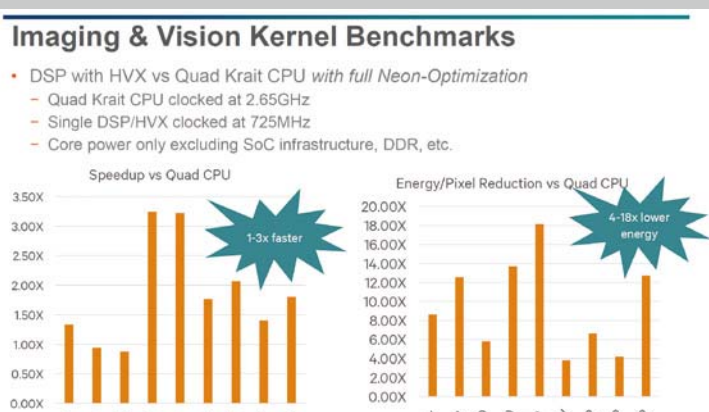 Imaging & Vision Kernel Benchmarks
• DSP with HVX vs Quad Krait CPU with full Neon-Optimization
− Quad Krait CPU clocked at 2.65GHz
− Single DSP/HVX clocked at 725MHz
− Core power only excluding SoC infrastructure, DDR, etc.
Speedup vs Quad CPU
3.50X
3.00X
2.50X
2.00X
1.50X
1.00X
0.50X
0.00X
1-3x faster
Energy/Pixel Reduction vs Quad CPU
20.00X
18.00X
16.00X
14.00X
12.00X
10.00X
8.00X
6.00X
4.00X
2.00X
0.00X
4-18x lower
energy